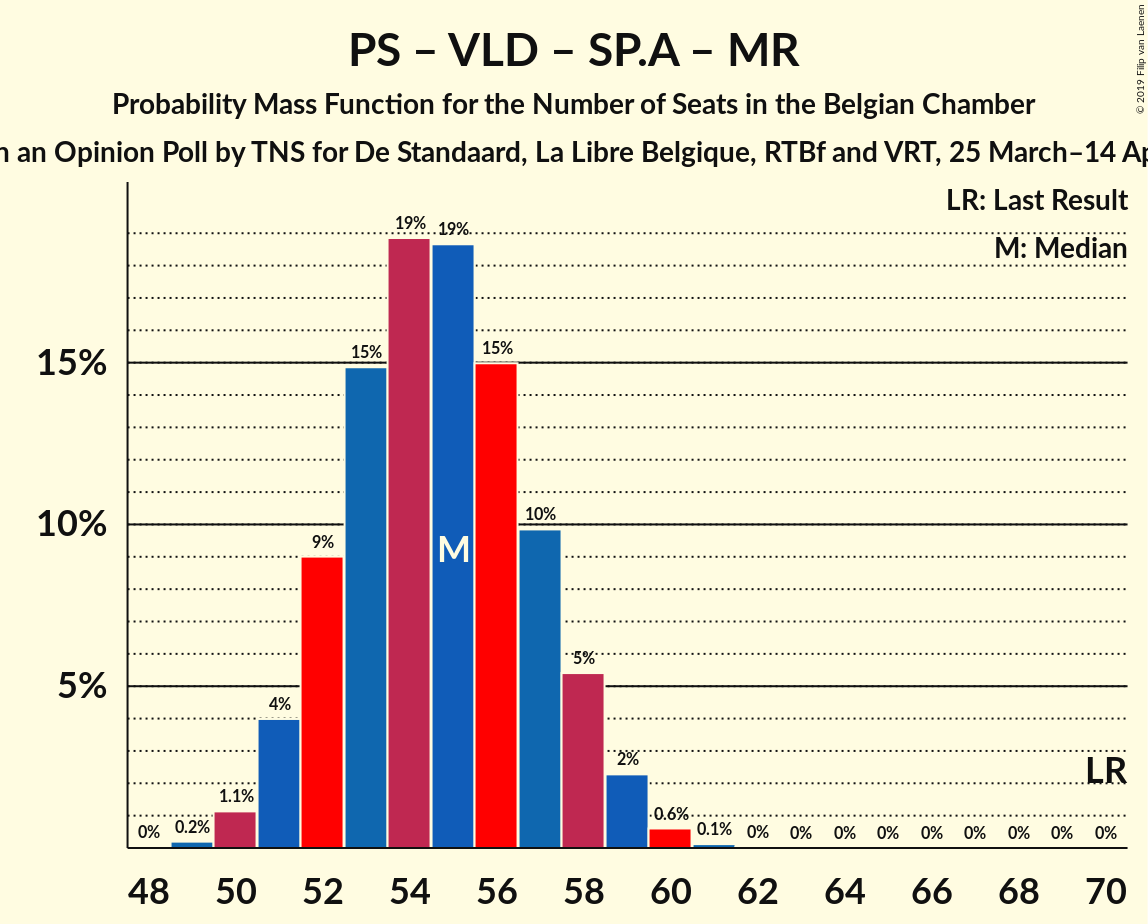 PS – VLD – SP.A – MR
Probability Mass Function for the Number of Seats in the Belgian Chamber
an Opinion Poll by TNS for De Standaard, La Libre Belgique, RTBf and VRT, 25 March–14
© 2019 Filip van Laenen
LR: Last Result
M: Median
15%
10%
5%
0%
0.2%
1.1%
4%
9%
15%
19%
19%
15%
10%
5%
2%
0.6%
0.1%
0%
0%
0%
0%
0%
0%
0%
0%
0%
M
LR
48 50 52 54 56 58 60 62 64 66 68 70